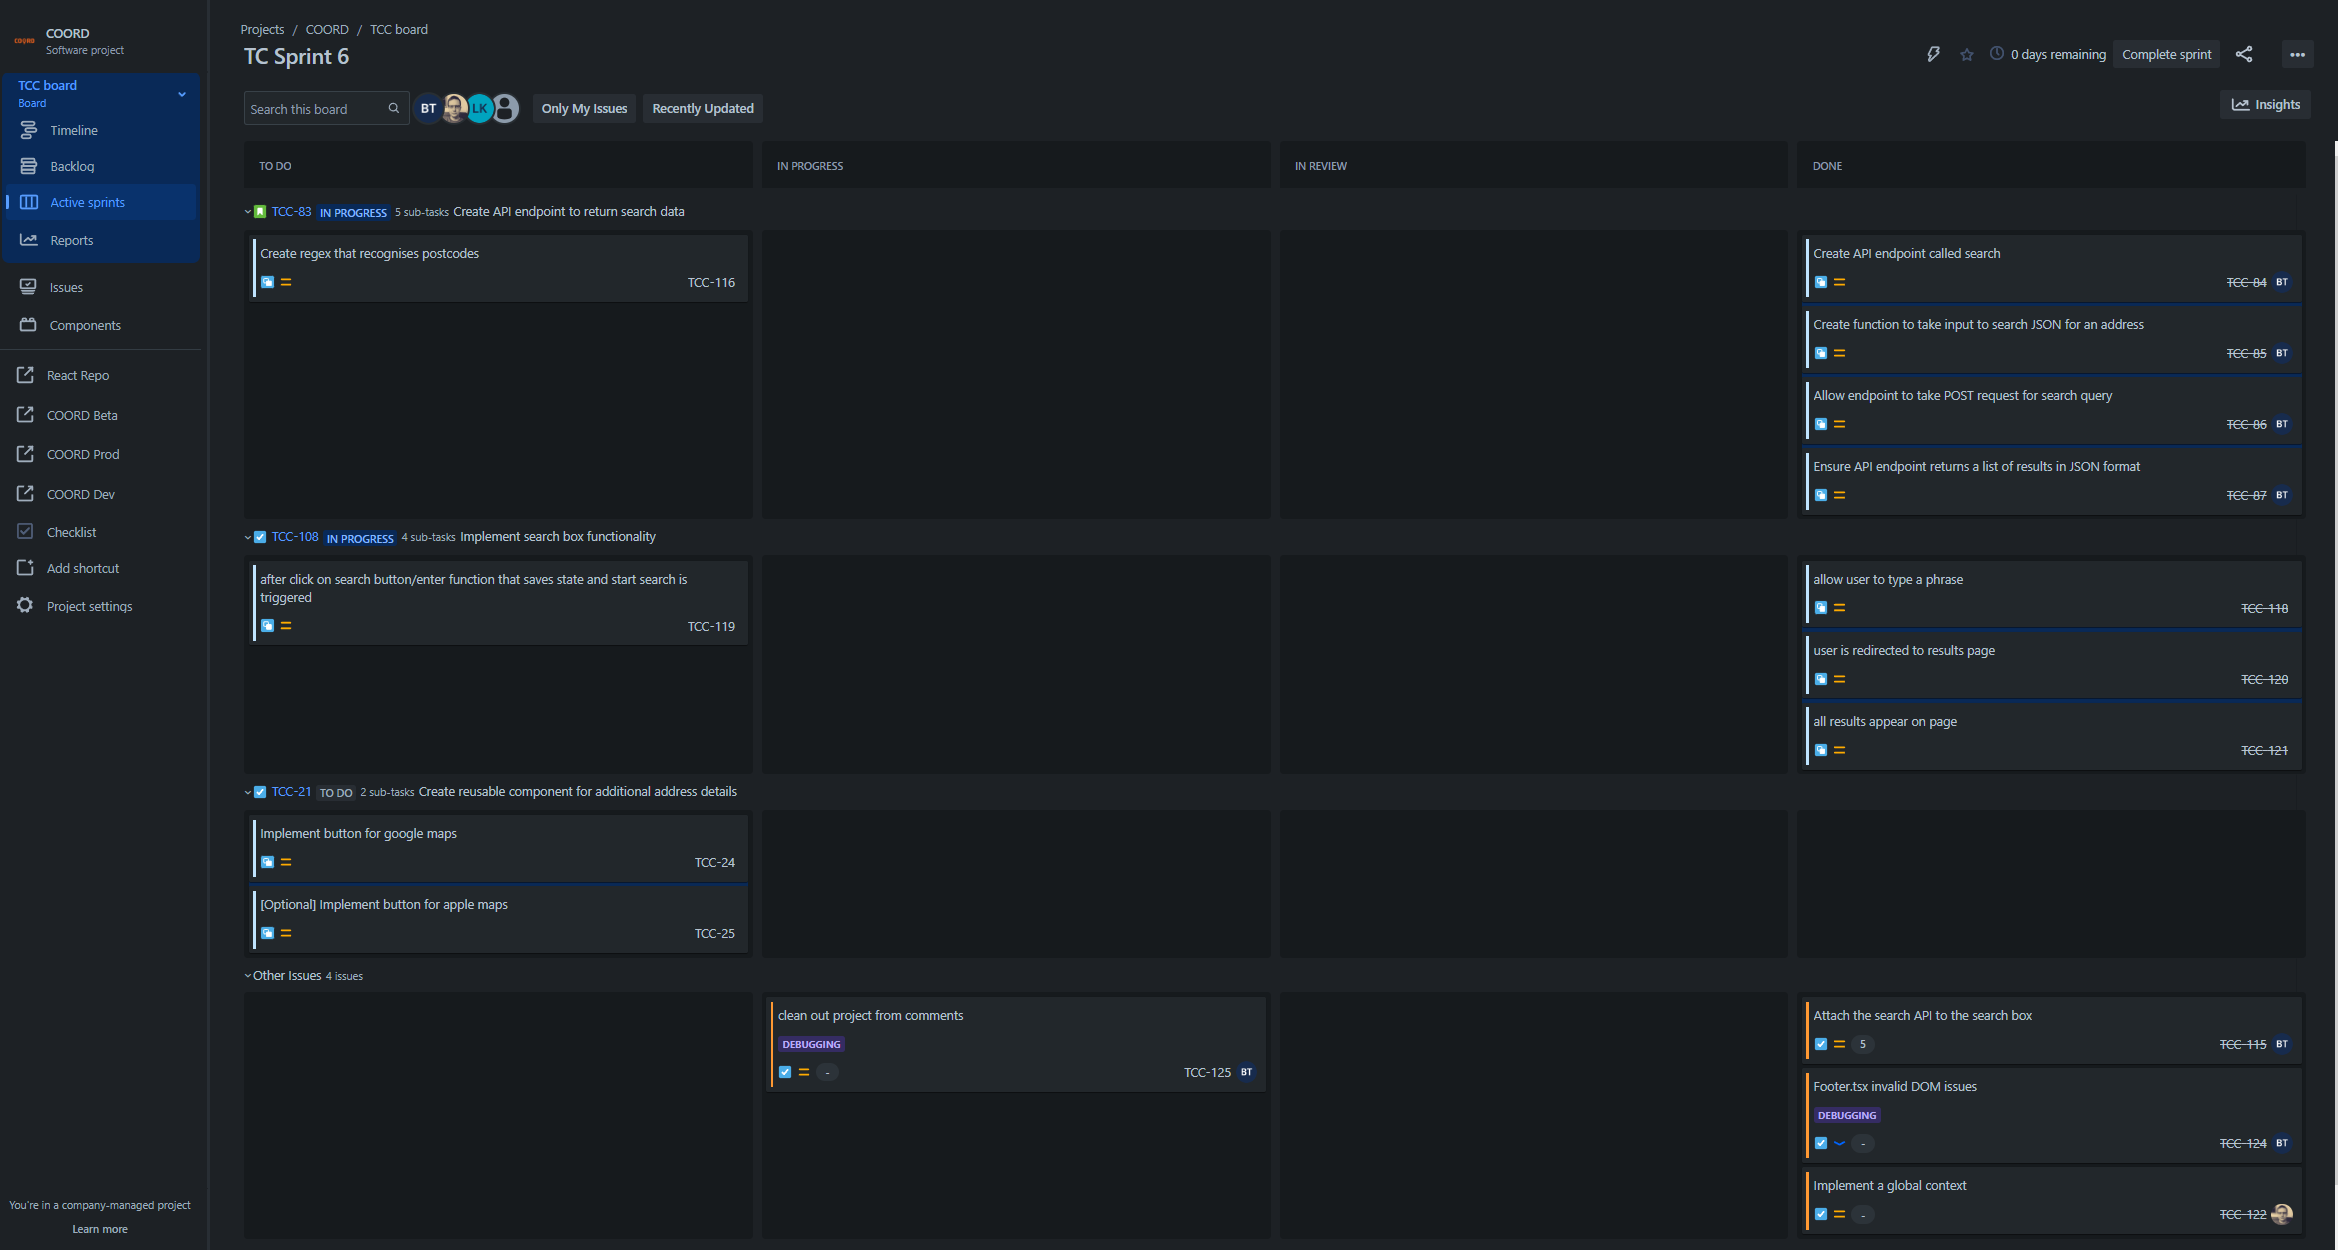 COORD
COORD
Software project
TCC board
Board
Timeline
Backlog
Active sprints
Reports
Issues
Components
React Repo
COORD Beta
COORD Prod
COORD Dev
Checklist
Add shortcut
Project settings
You're in a company-managed project
Learn more
Projects / COORD / TCC board
TC Sprint 6
0 days remaining
Complete sprint
Search this board
BT
LK
Only My Issues
Recently Updated
Insights
TO DO
IN PROGRESS
IN REVIEW
DONE
TCC-83 IN PROGRESS 5 sub-tasks Create API endpoint to return search data
Create regex that recognises postcodes
TCC-116
Create API endpoint called search
TCC-84 BT
Create function to take input to search JSON for an address
TCC-85 BT
Allow endpoint to take POST request for search query
TCC-86 BT
Ensure API endpoint returns a list of results in JSON format
TCC-87 BT
TCC-108 IN PROGRESS 4 sub-tasks Implement search box functionality
after click on search button/enter function that saves state and start search is
triggered
TCC-119
allow user to type a phrase
TCC-118
user is redirected to results page
TCC-120
all results appear on page
TCC-121
TCC-21 TO DO 2 sub-tasks Create reusable component for additional address details
Implement button for google maps
TCC-24
[Optional] Implement button for apple maps
TCC-25
Other Issues 4 issues
clean out project from comments
DEBUGGING
- TCC-125 BT
Attach the search API to the search box
5 TCC-115 BT
Footer.tsx invalid DOM issues
DEBUGGING
- TCC-124 BT
Implement a global context
- TCC-122